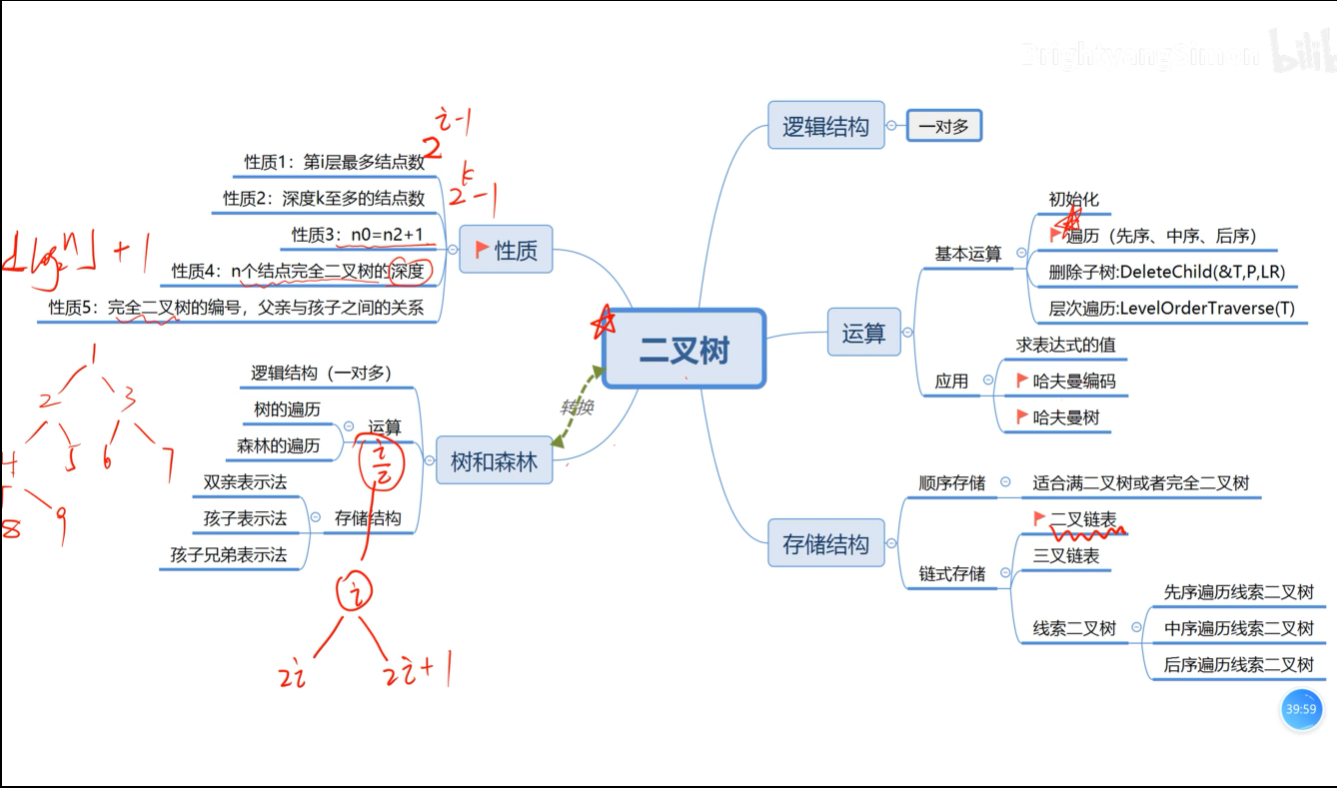 bilib
逻辑结构
一对多
2^{i-1}
性质1：第i层最多结点数
2^k-1
性质2：深度k至多的结点数
性质3：n0=n2+1
⌊log₂n⌋+1
性质4：n个结点完全二叉树的深度
性质5：完全二叉树的编号，父亲与孩子之间的关系
性质
二叉树
转换
初始化
遍历（先序、中序、后序）
基本运算
删除子树:DeleteChild(&T,P,LR)
层次遍历:LevelOrderTraverse(T)
运算
求表达式的值
应用
哈夫曼编码
哈夫曼树
1
2 3
4 5 6 7
8 9
逻辑结构（一对多）
树的遍历
运算
森林的遍历
树和森林
双亲表示法
孩子表示法
存储结构
孩子兄弟表示法
i/2
i
2i 2i+1
顺序存储
适合满二叉树或者完全二叉树
存储结构
二叉链表
链式存储
三叉链表
线索二叉树
先序遍历线索二叉树
中序遍历线索二叉树
后序遍历线索二叉树
39:59